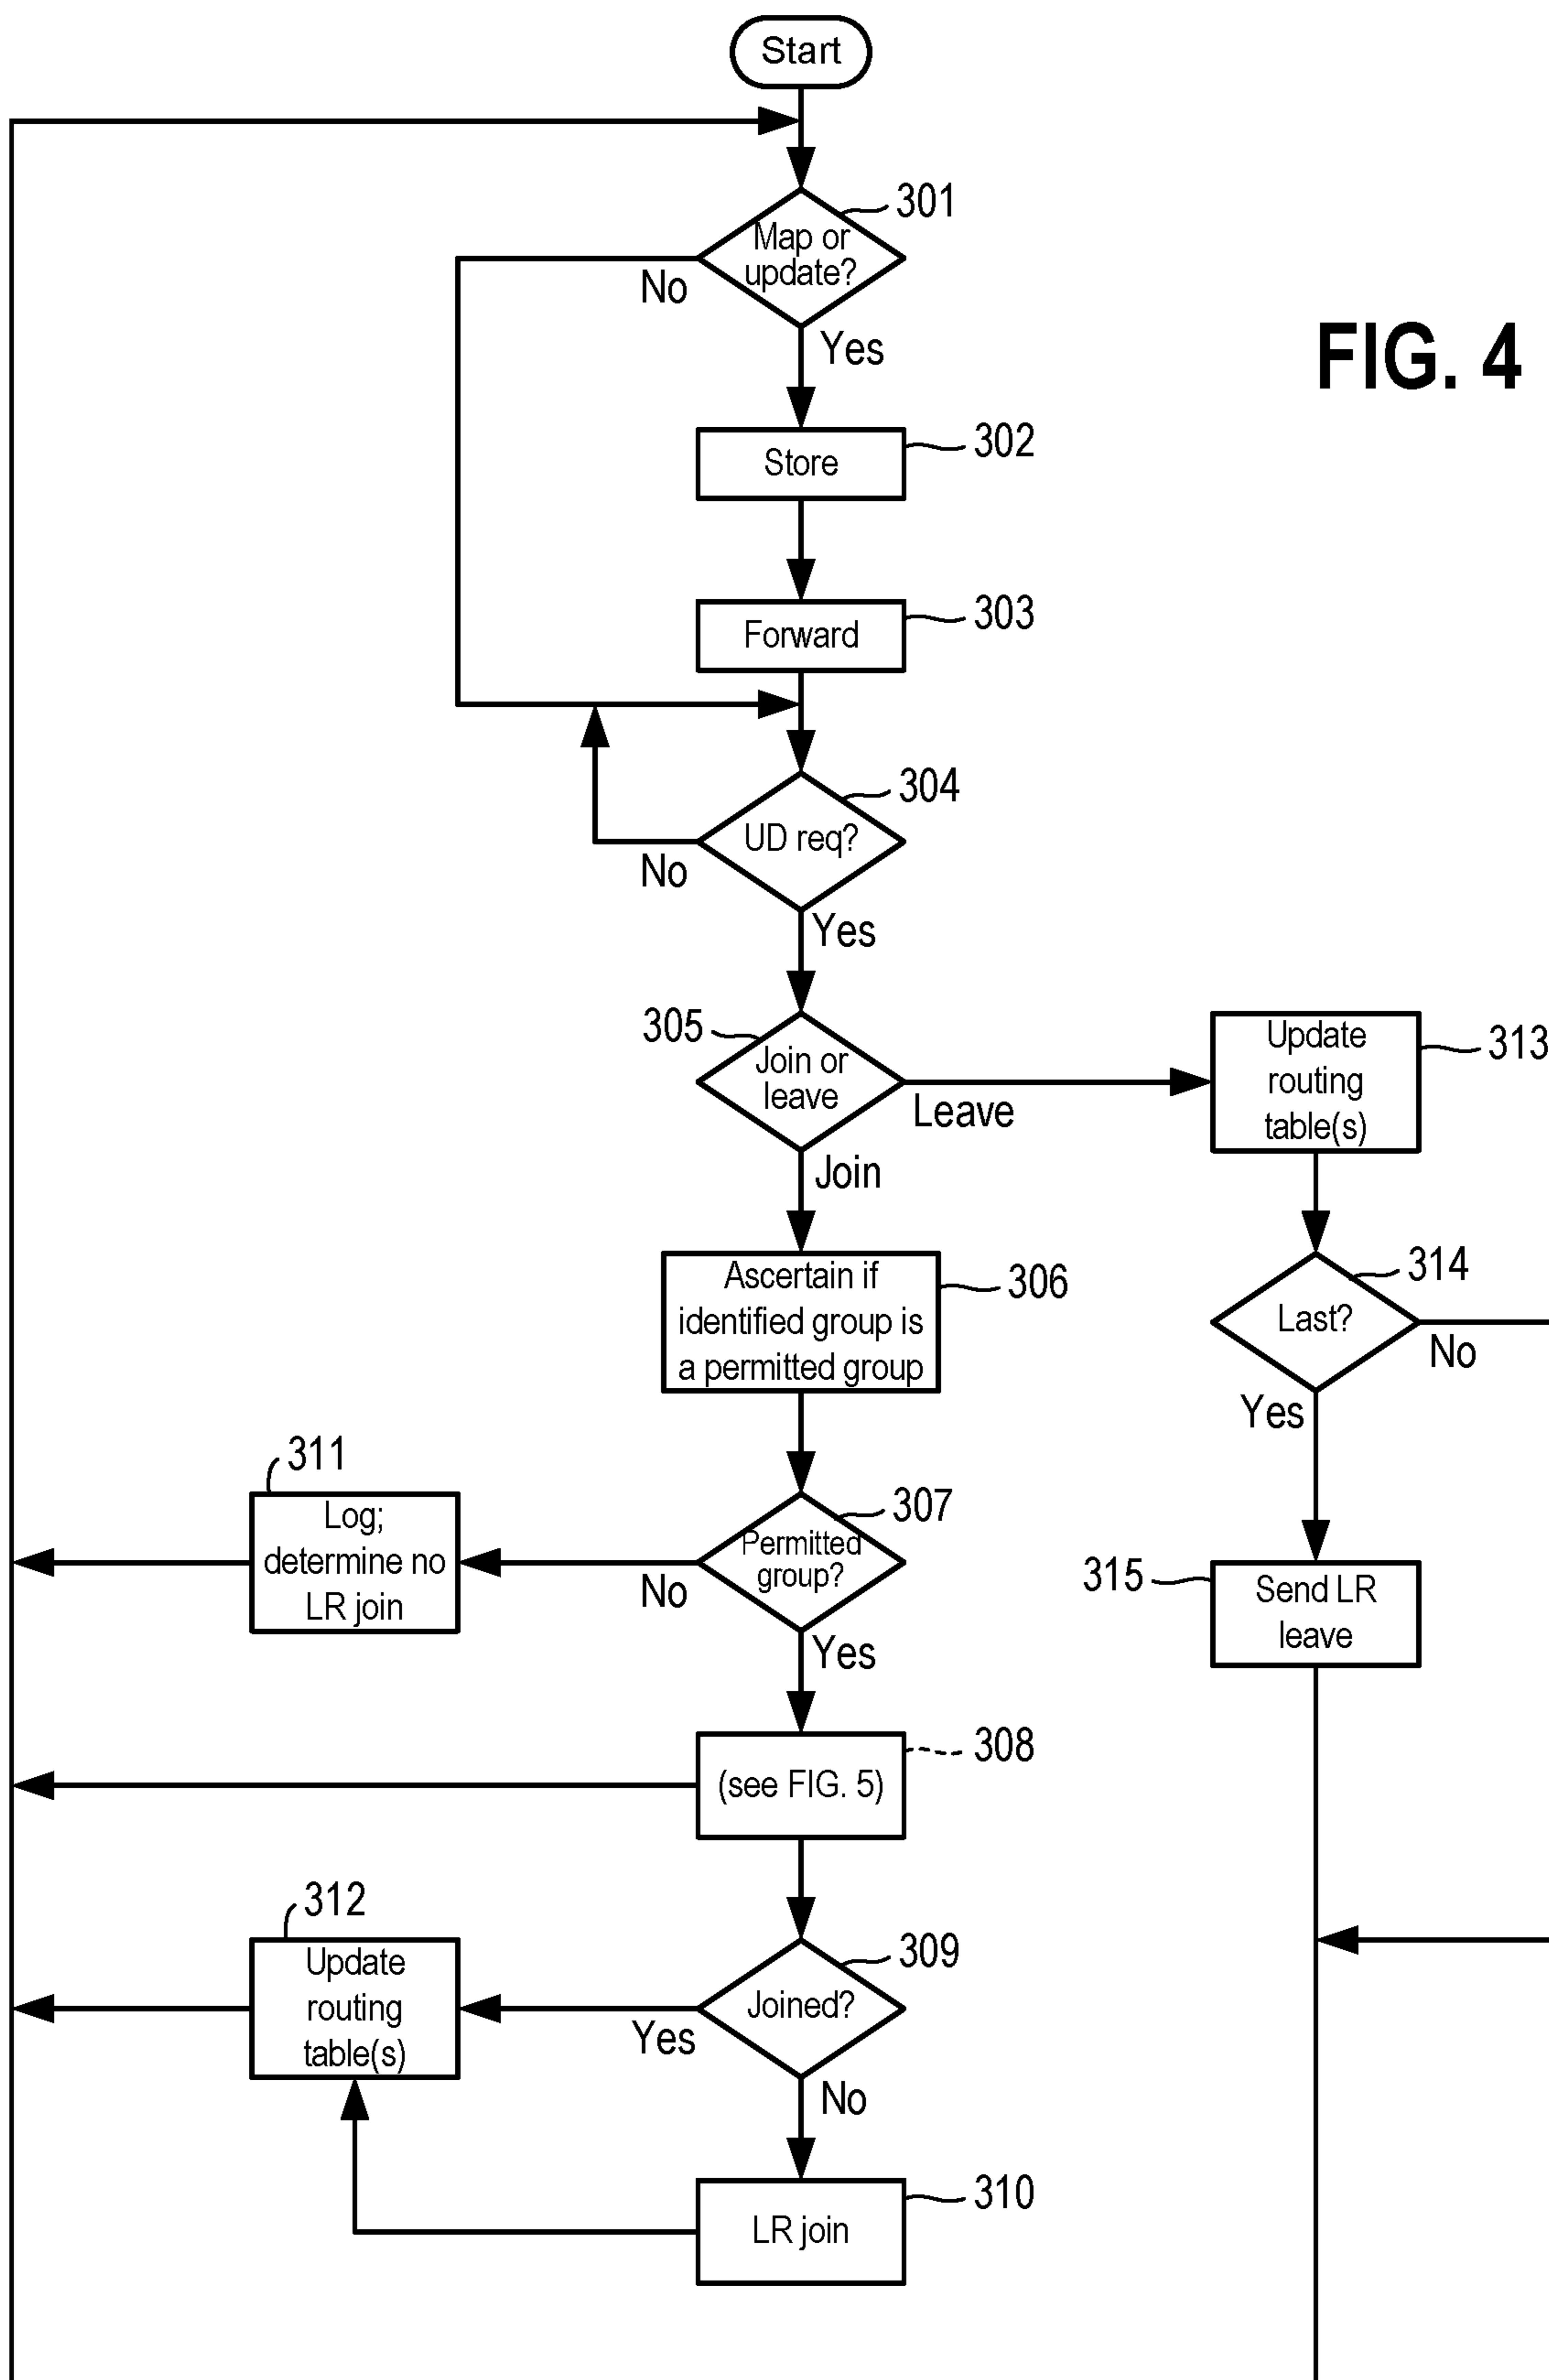 Start
301
Map or
update?
No
Yes
FIG. 4
302
Store
303
Forward
304
UD req?
No
Yes
305
Join or
leave
Leave
Join
313
Update
routing
table(s)
306
Ascertain if
identified group is
a permitted group
314
Last?
No
Yes
311
Log;
determine no
LR join
307
Permitted
group?
No
Yes
315
Send LR
leave
308
(see FIG. 5)
312
Update
routing
table(s)
309
Joined?
Yes
No
310
LR join